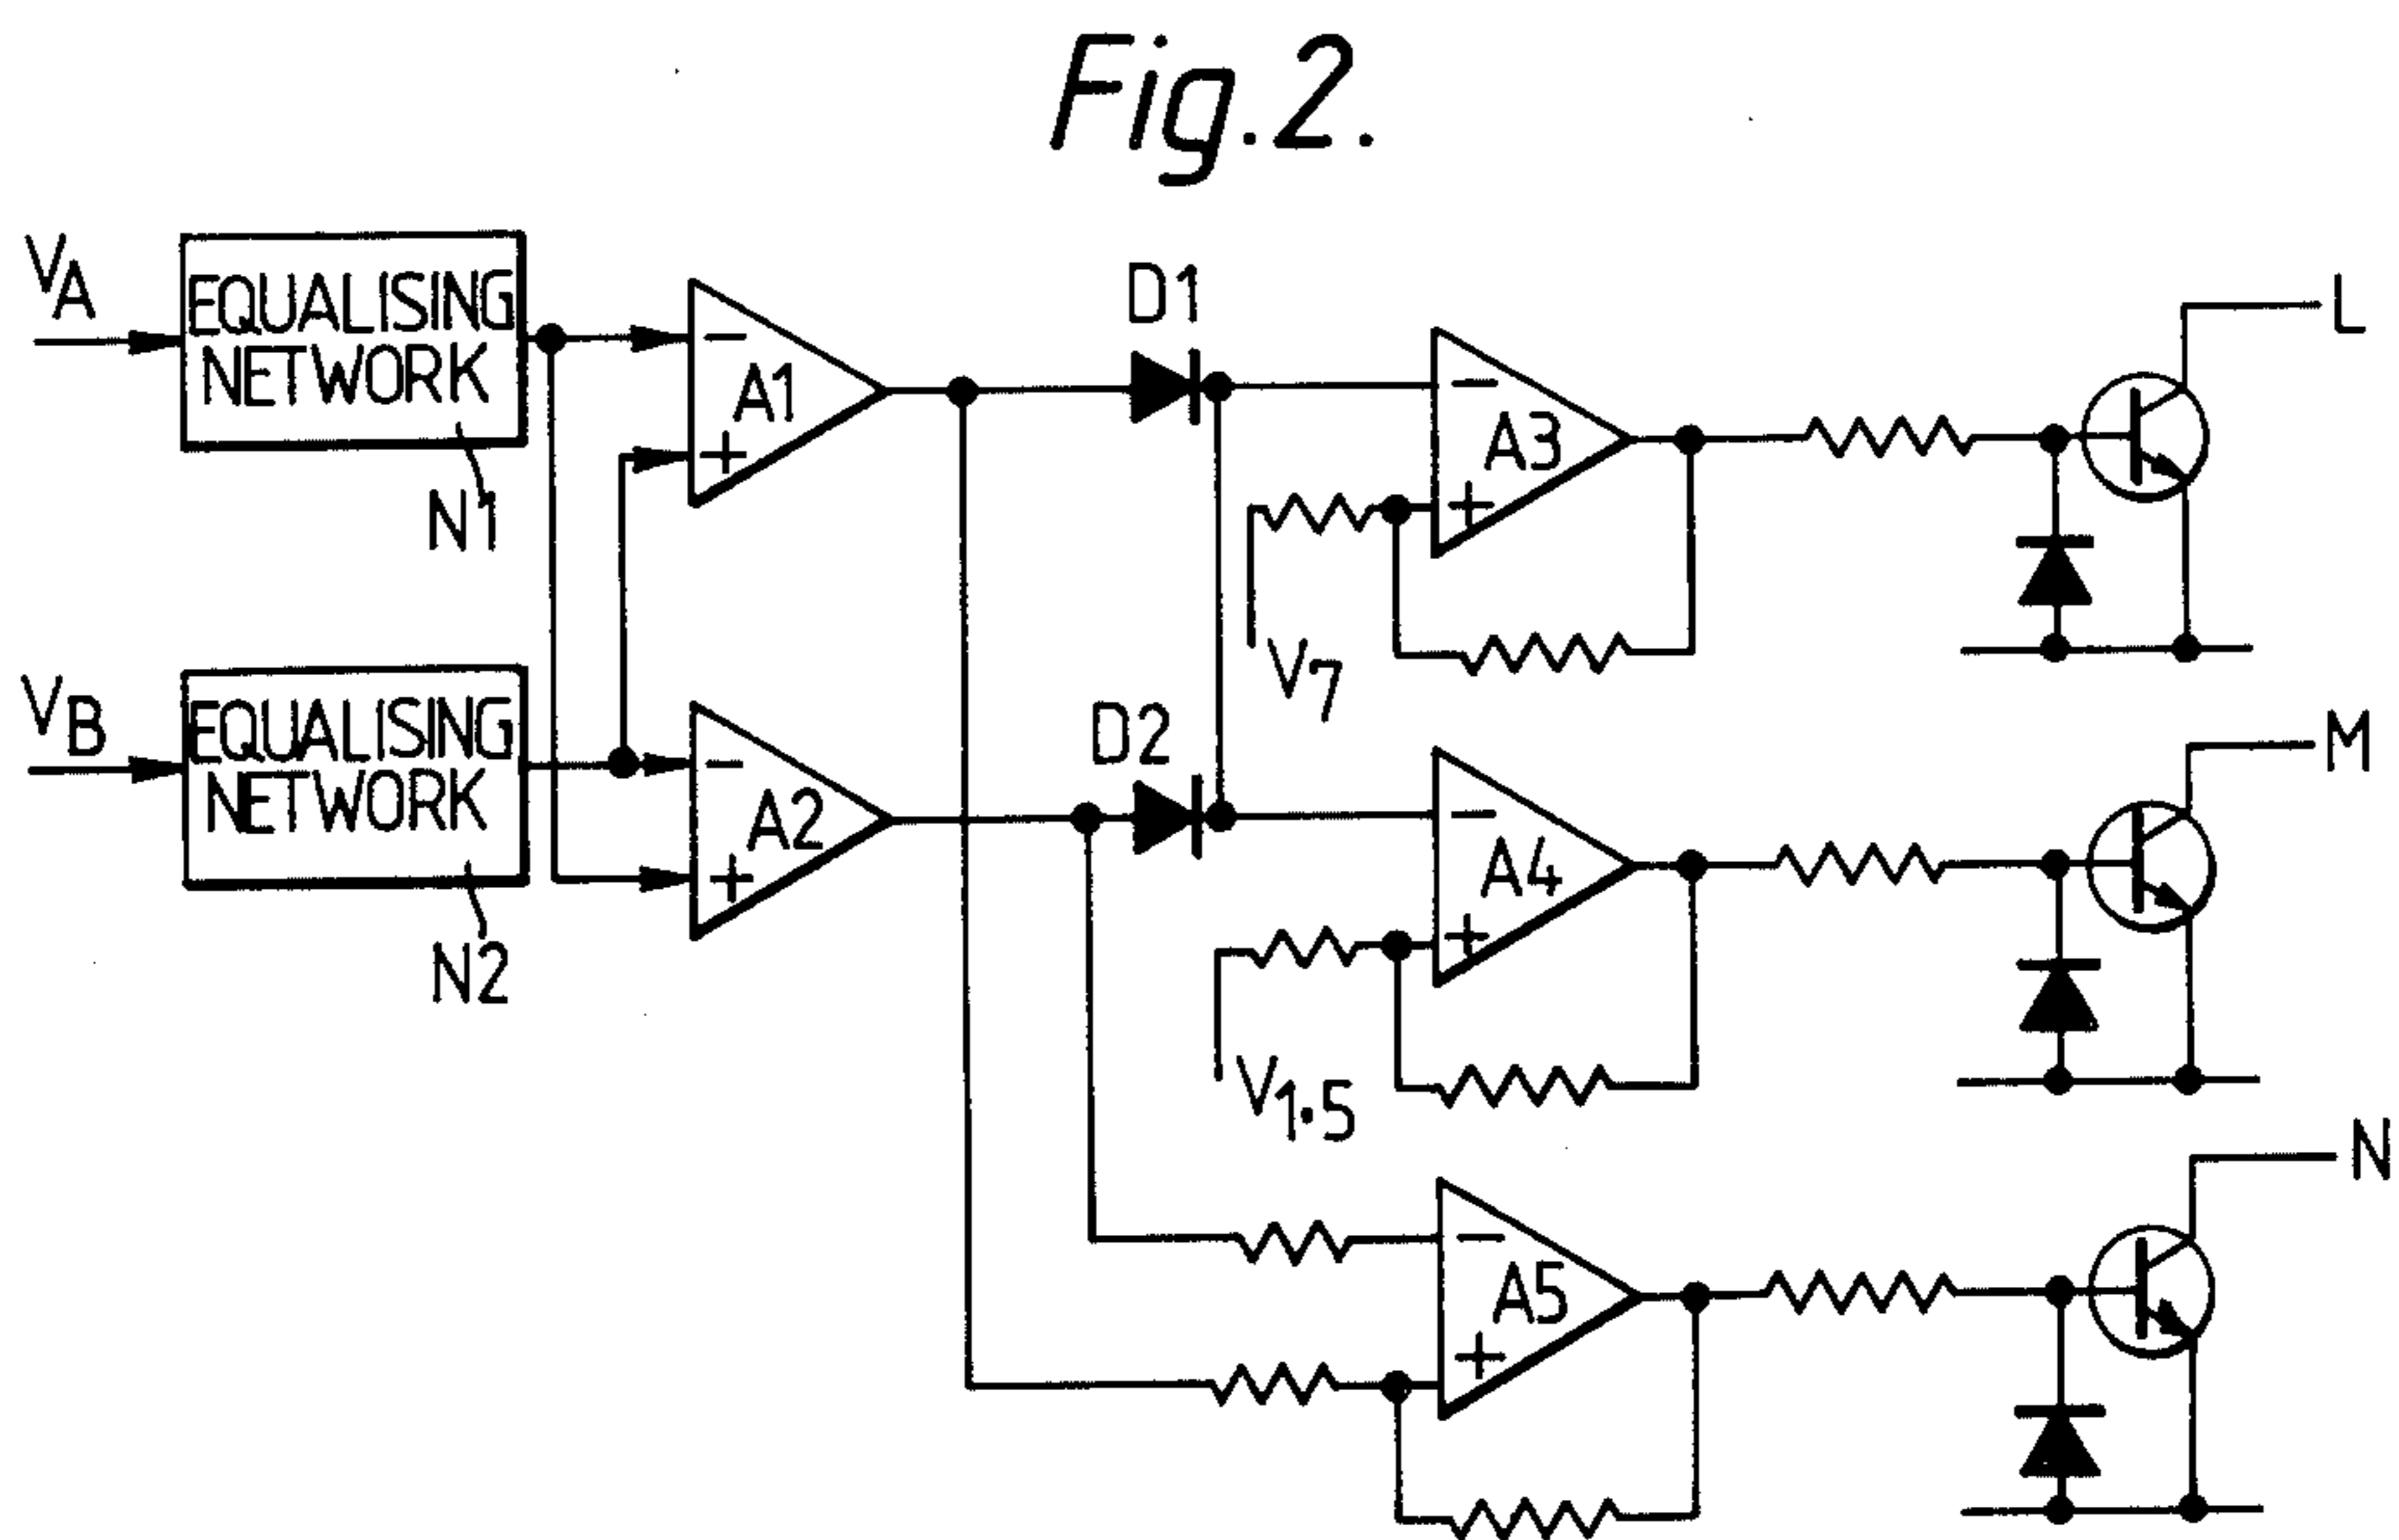 Fig.2.
VA
EQUALISING
NETWORK
N1
VB
EQUALISING
NETWORK
N2
A1
−
+
A2
−
+
D1
D2
A3
−
+
V7
A4
−
+
V1·5
A5
−
+
L
M
N